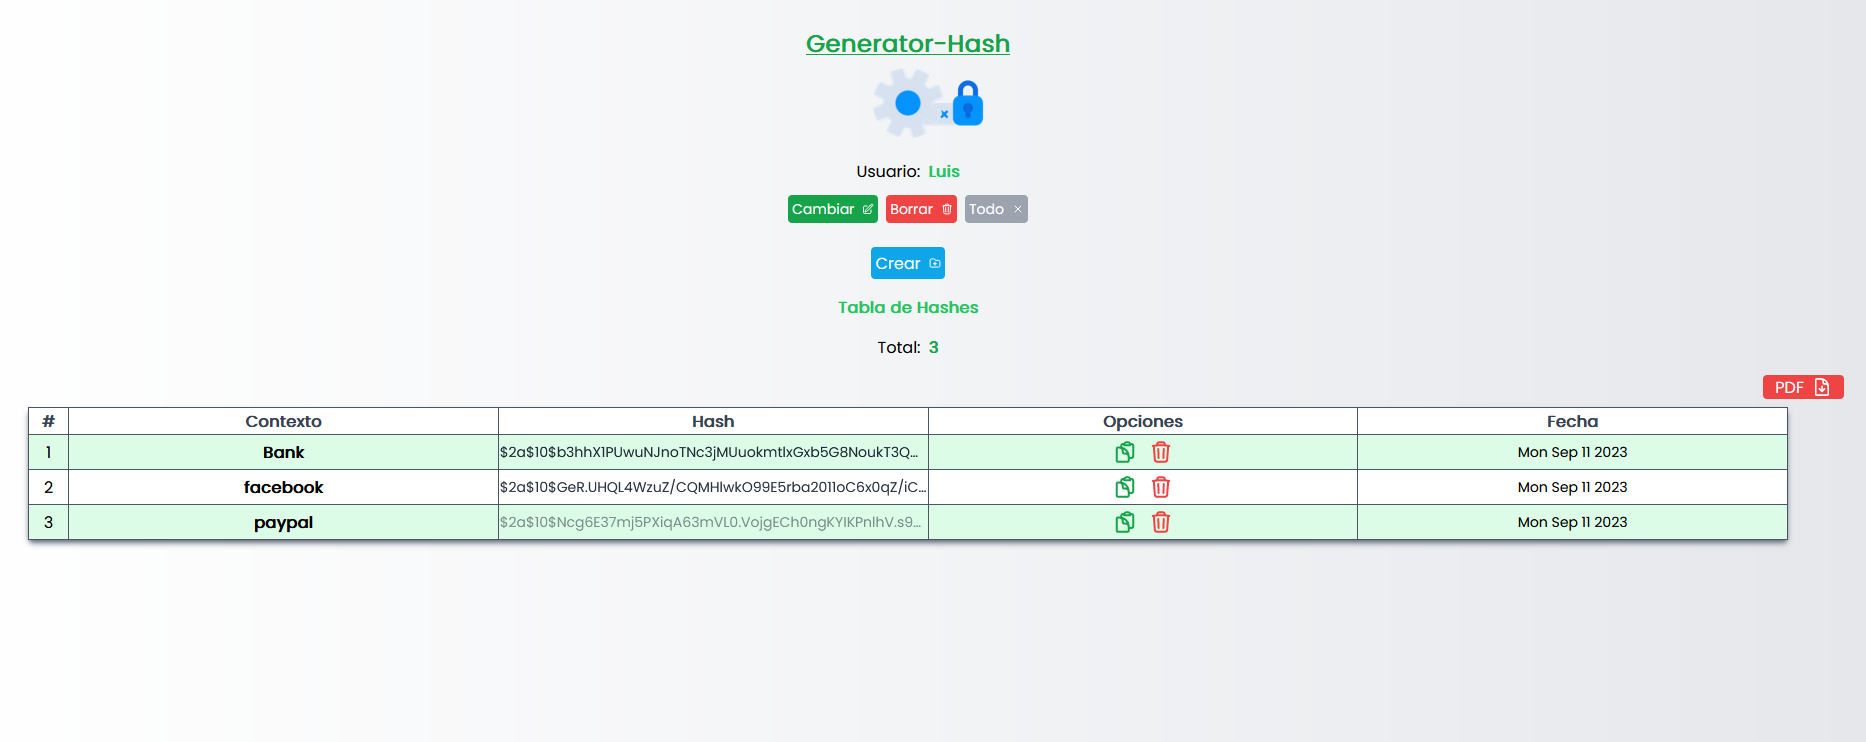 Generator-Hash
Usuario: Luis
Cambiar Borrar Todo
Crear
Tabla de Hashes
Total: 3
PDF
# Contexto Hash Opciones Fecha
1 Bank $2a$10$b3hhX1PUwuNJnoTNc3jMUuokmtlxGxb5G8NoukT3Q... Mon Sep 11 2023
2 facebook $2a$10$GeR.UHQL4WzuZ/CQMHlwkO99E5rba2011oC6x0qZ/iC... Mon Sep 11 2023
3 paypal $2a$10$Ncg6E37mj5PXiqA63mVL0.VojgECh0ngKYIKPnlhV.s9... Mon Sep 11 2023